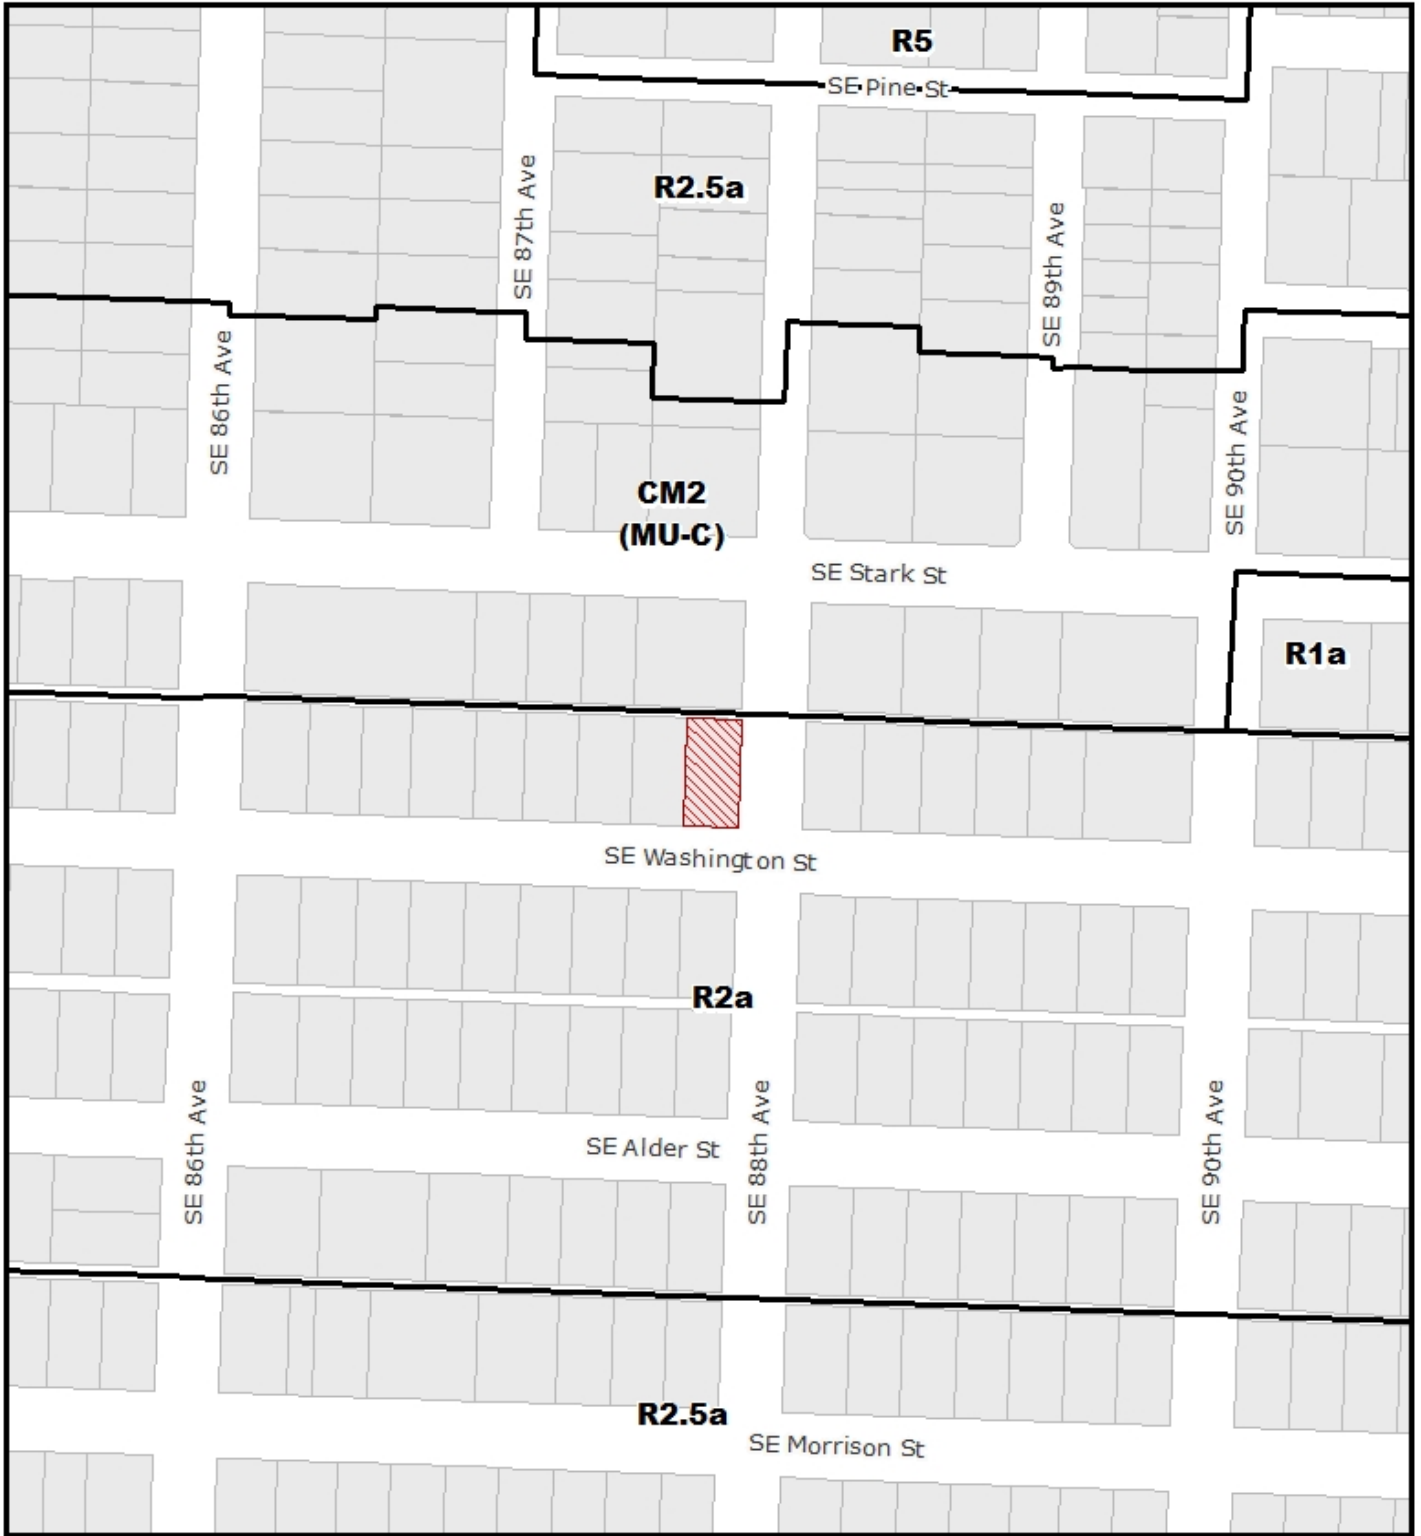 R5
SE Pine St
SE 87th Ave
R2.5a
SE 89th Ave
SE 86th Ave
SE 90th Ave
CM2
(MU-C)
SE Stark St
R1a
SE Washington St
R2a
SE 86th Ave
SE Alder St
SE 88th Ave
SE 90th Ave
R2.5a
SE Morrison St